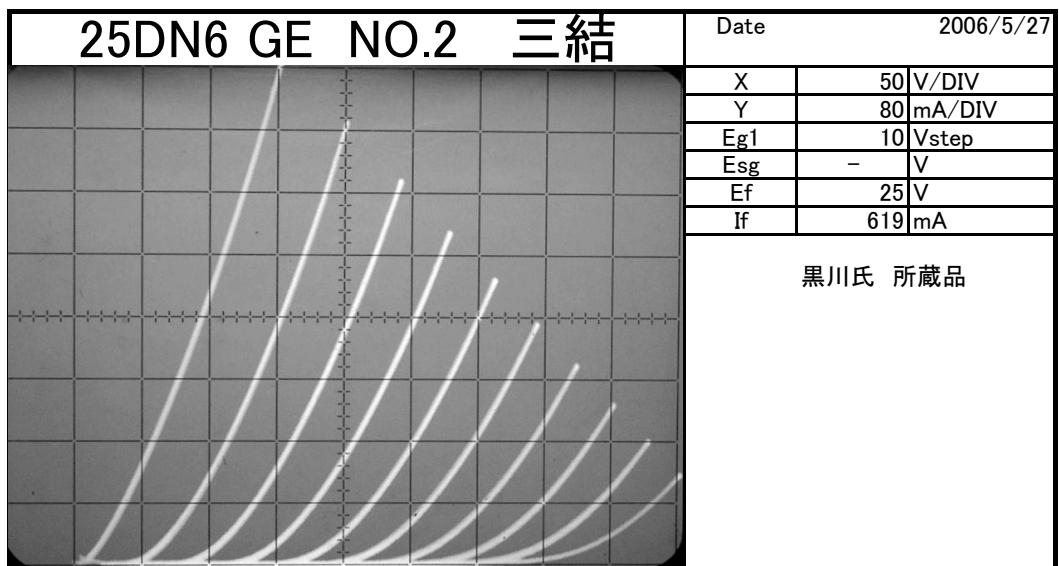 25DN6 GE NO.2 三結
Date 2006/5/27
X 50 V/DIV
Y 80 mA/DIV
Eg1 10 Vstep
Esg - V
Ef 25 V
If 619 mA
黒川氏 所蔵品